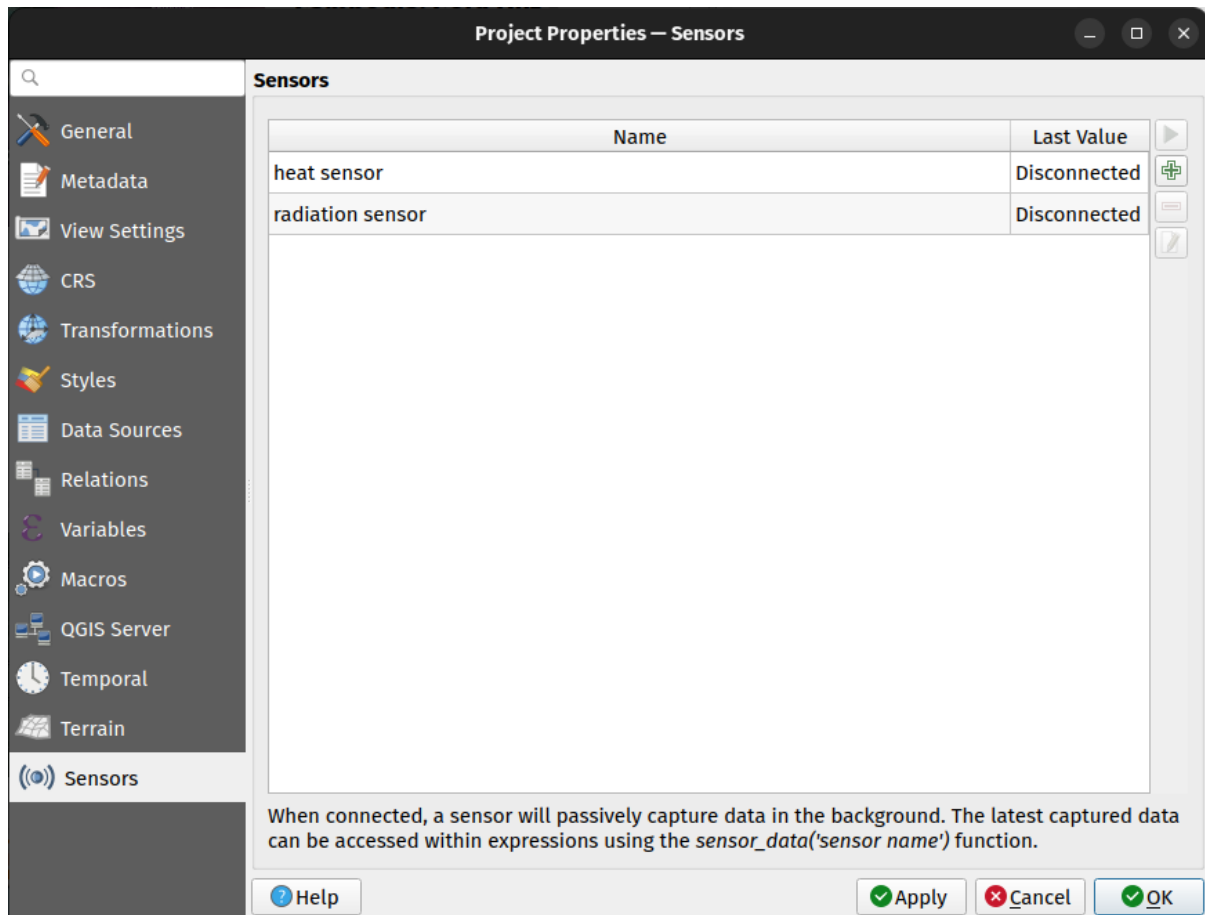 Project Properties — Sensors
Sensors
General
Metadata
View Settings
CRS
Transformations
Styles
Data Sources
Relations
Variables
Macros
QGIS Server
Temporal
Terrain
Sensors
Name Last Value
heat sensor Disconnected
radiation sensor Disconnected
When connected, a sensor will passively capture data in the background. The latest captured data
can be accessed within expressions using the sensor_data('sensor name') function.
Help Apply Cancel OK